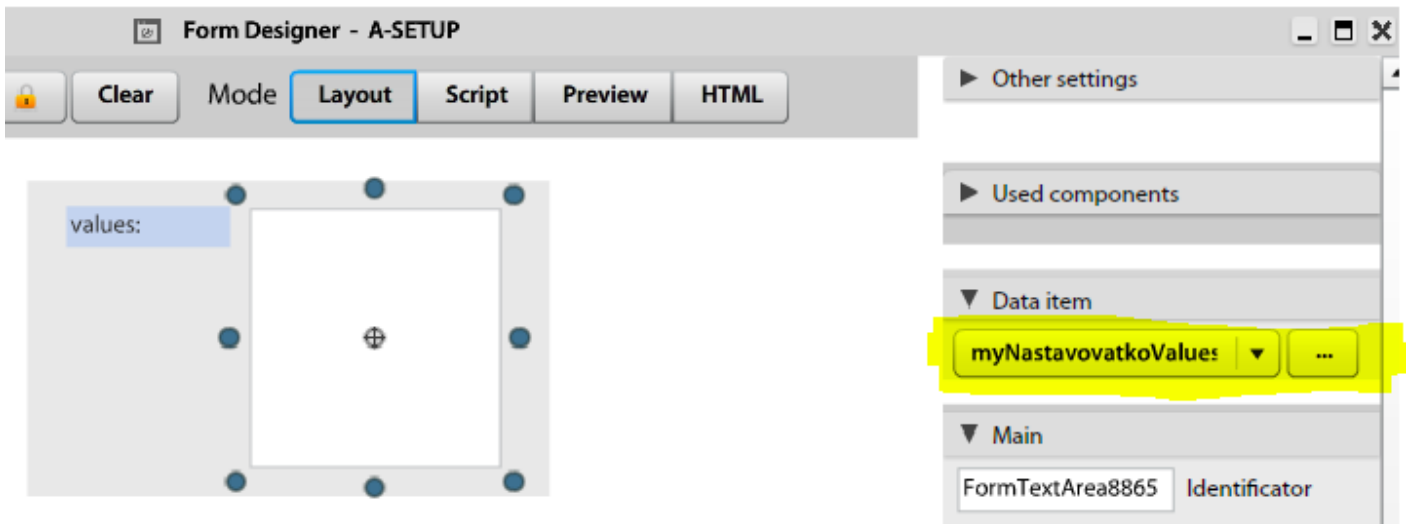 Form Designer - A-SETUP
Clear Mode Layout Script Preview HTML
Other settings
Used components
values:
Data item
myNastavovatkoValues ...
Main
FormTextArea8865 Identificator